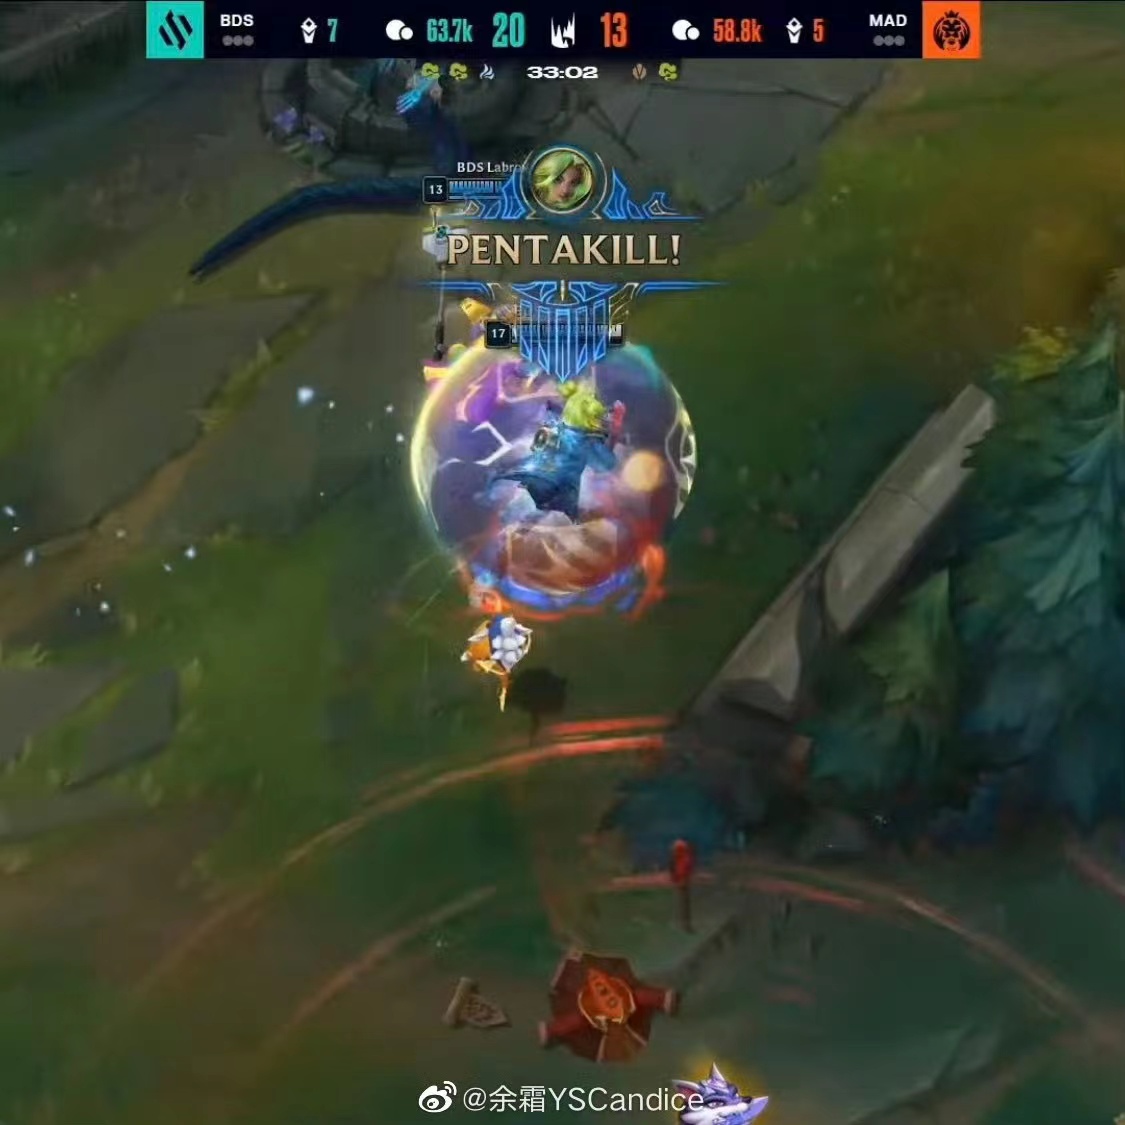 BDS 7 63.7k 20 13 58.8k 5 MAD
33:02
BDS Labrov
13
PENTAKILL!
17
@余霜YSCandice